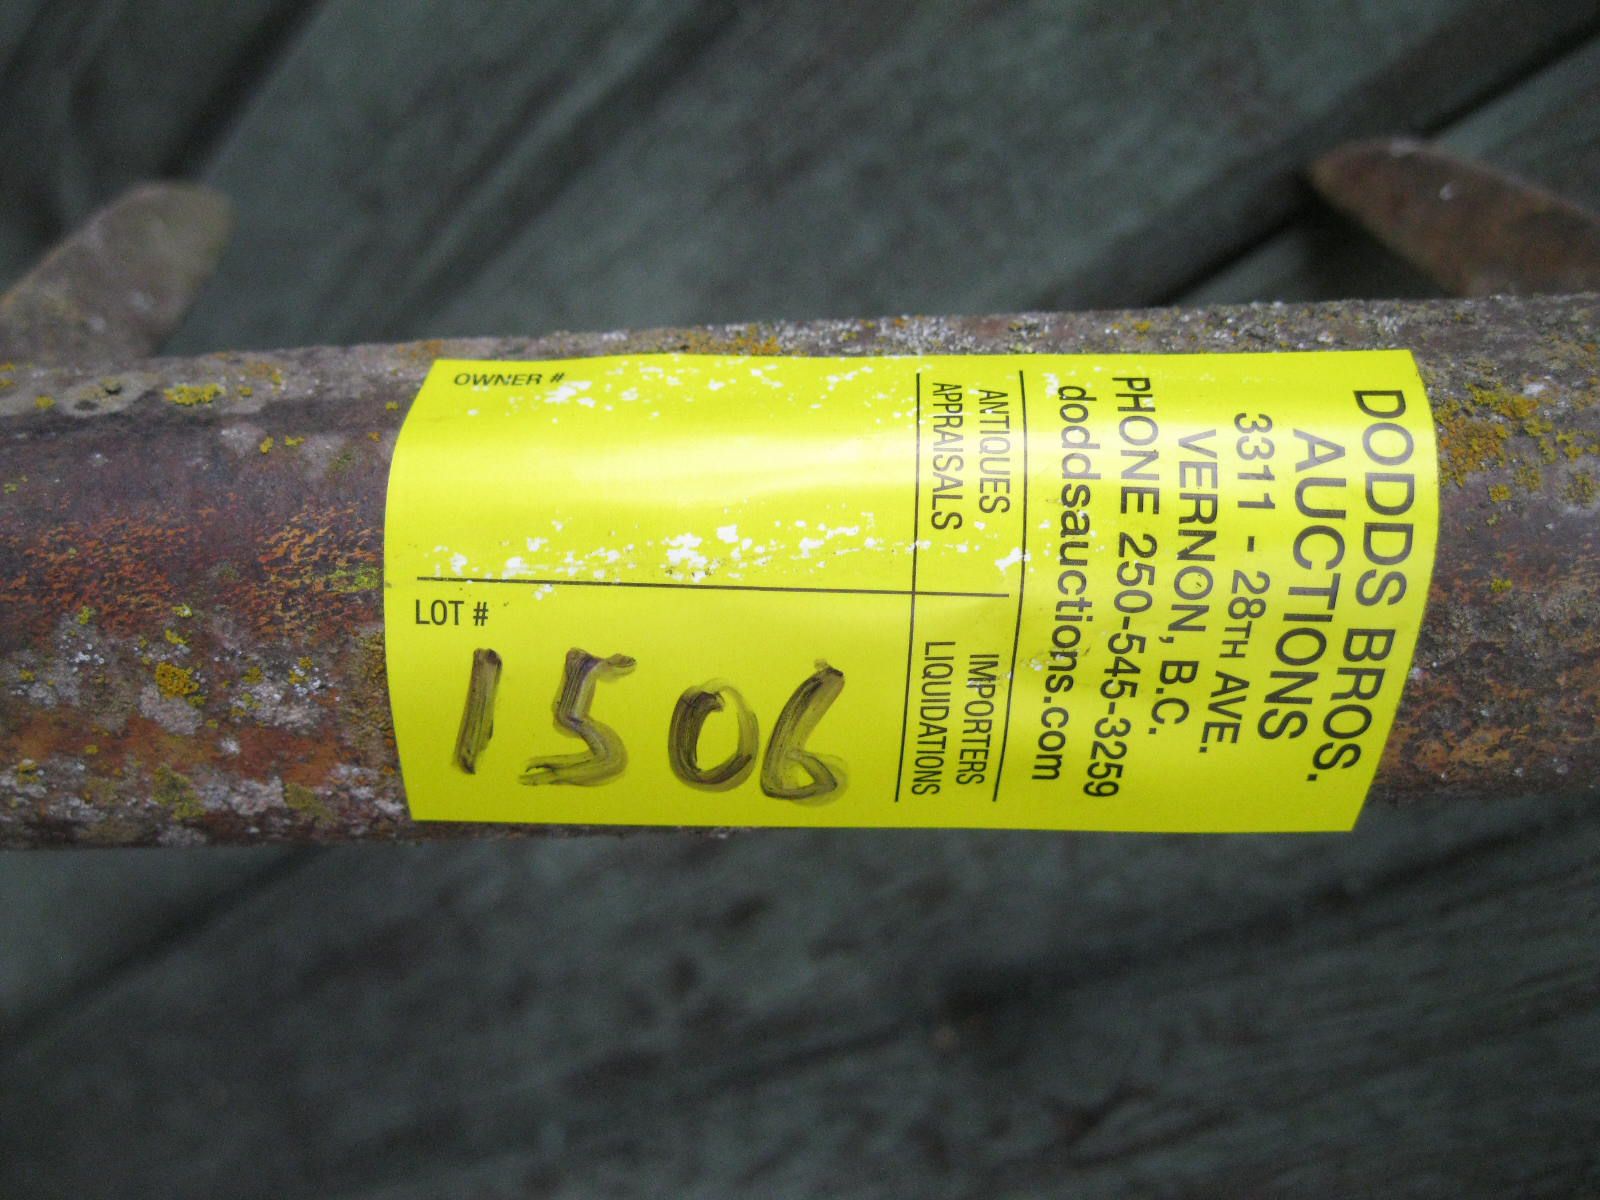 DODDS BROS.
AUCTIONS
3311 - 28TH AVE.
VERNON, B.C.
PHONE 250-545-3259
doddsauctions.com
ANTIQUES
APPRAISALS
IMPORTERS
LIQUIDATIONS
OWNER #
LOT #
1506